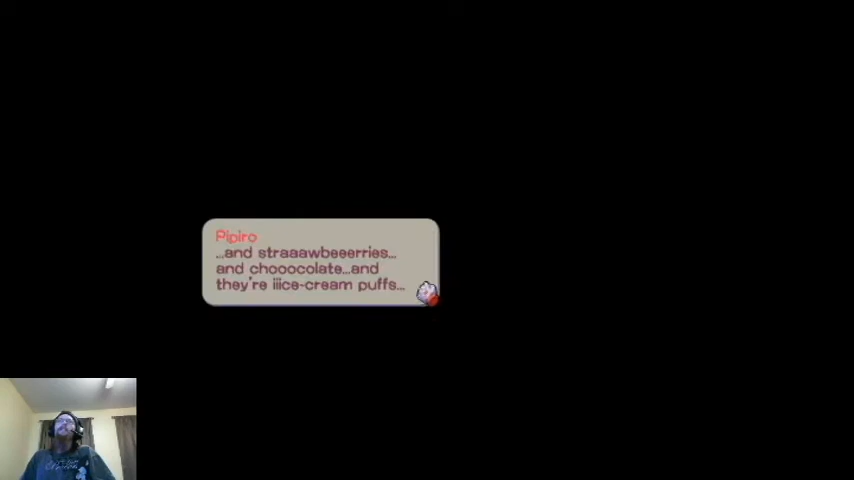 Pipiro
...and straaawbeeerries...
and chooocolate...and
they're iiice-cream puffs...